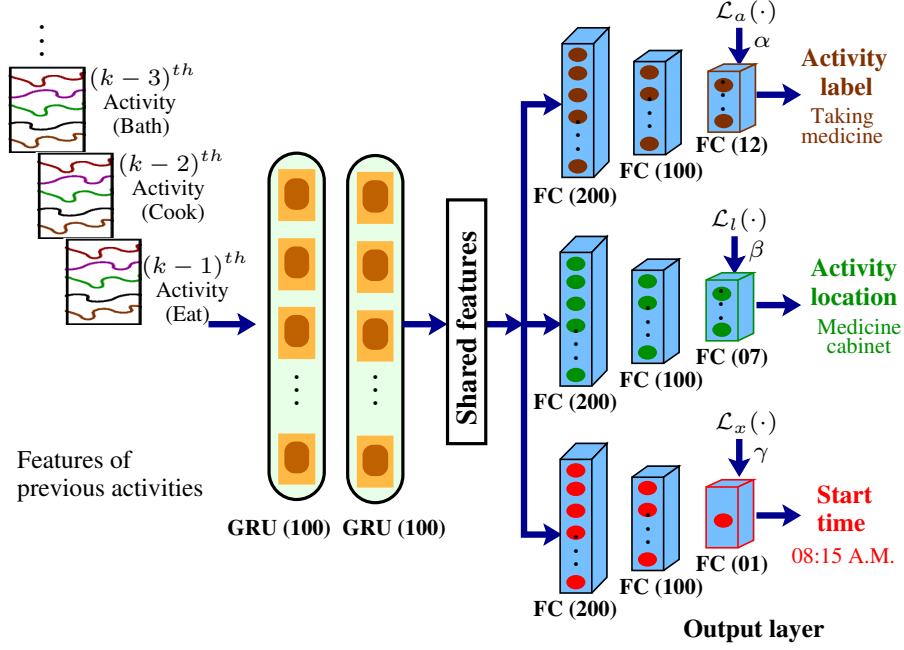 (k − 3)^{th}
Activity
(Bath)
(k − 2)^{th}
Activity
(Cook)
(k − 1)^{th}
Activity
(Eat)
Features of
previous activities
GRU (100)
GRU (100)
Shared features
FC (200)
FC (100)
FC (12)
ℒ_a(·)
α
Activity
label
Taking
medicine
FC (200)
FC (100)
FC (07)
ℒ_l(·)
β
Activity
location
Medicine
cabinet
FC (200)
FC (100)
FC (01)
ℒ_x(·)
γ
Start
time
08:15 A.M.
Output layer